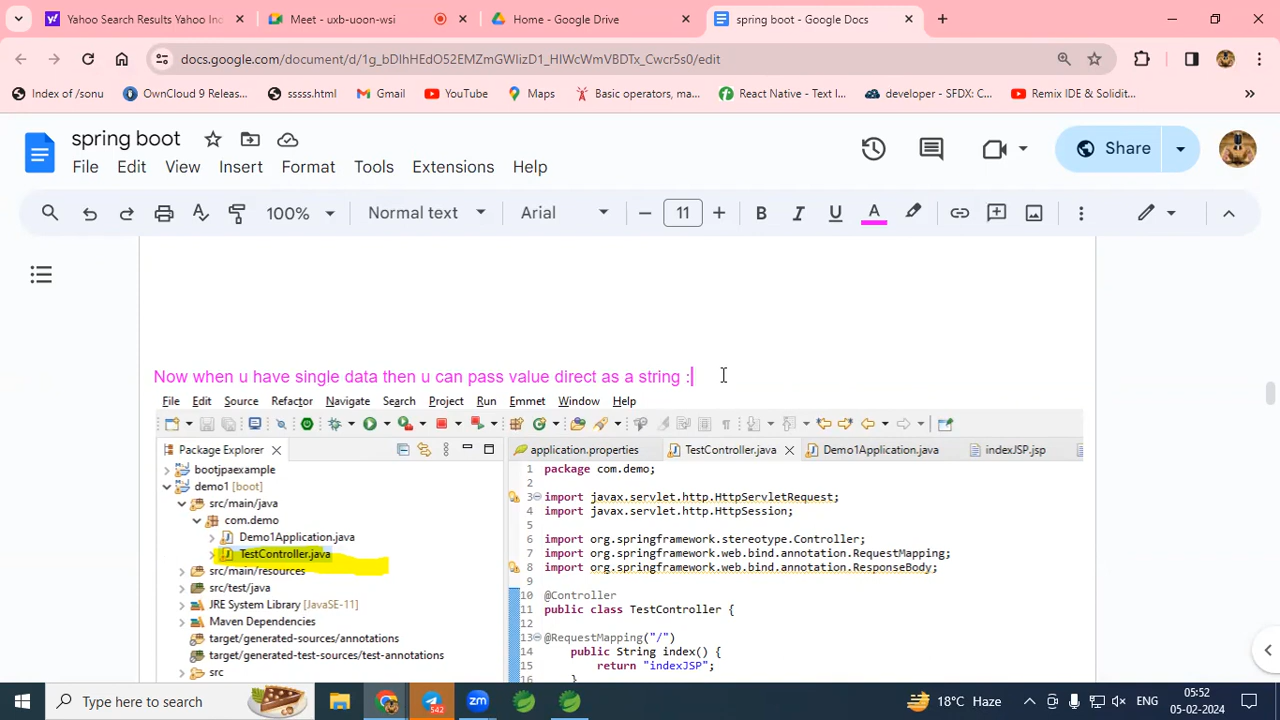 Yahoo Search Results Yahoo Inc
Meet - uxb-uoon-wsi
Home - Google Drive
spring boot - Google Docs
docs.google.com/document/d/1g_bDlhHEdO52EMZmGWIizD1_HIWcWmVBDTx_Cwcr5s0/edit
Index of /sonu
OwnCloud 9 Releas...
sssss.html
Gmail
YouTube
Maps
Basic operators, ma...
React Native - Text I...
developer - SFDX: C...
Remix IDE & Solidit...
spring boot
File Edit View Insert Format Tools Extensions Help
Share
100% Normal text Arial 11
Now when u have single data then u can pass value direct as a string :
File Edit Source Refactor Navigate Search Project Run Emmet Window Help
Package Explorer
application.properties TestController.java Demo1Application.java indexJSP.jsp
bootjpaexample
demo1 [boot]
src/main/java
com.demo
Demo1Application.java
TestController.java
src/main/resources
src/test/java
JRE System Library [JavaSE-11]
Maven Dependencies
target/generated-sources/annotations
target/generated-test-sources/test-annotations
src
1 package com.demo;
2
3 import javax.servlet.http.HttpServletRequest;
4 import javax.servlet.http.HttpSession;
5
6 import org.springframework.stereotype.Controller;
7 import org.springframework.web.bind.annotation.RequestMapping;
8 import org.springframework.web.bind.annotation.ResponseBody;
9
10 @Controller
11 public class TestController {
12
13 @RequestMapping("/")
14 public String index() {
15 return "indexJSP";
16 }
Type here to search
542
18°C Haze
ENG
05:52
05-02-2024